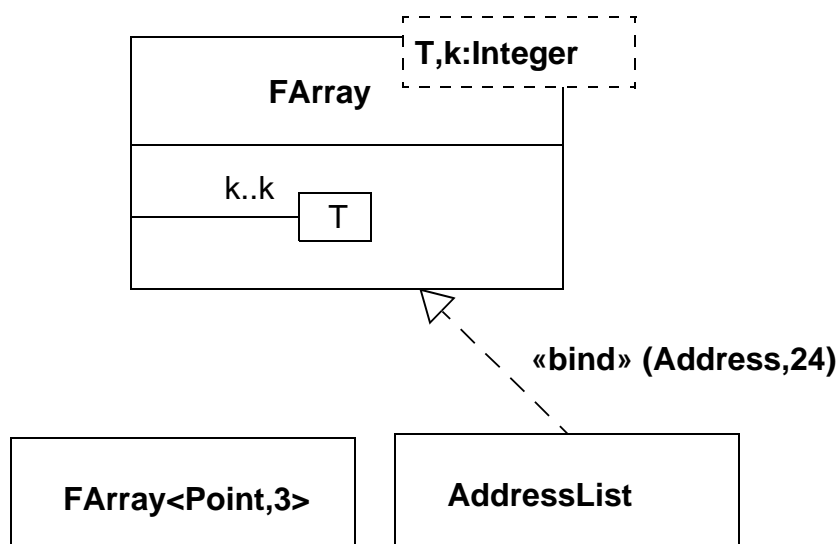 T,k:Integer
FArray
k..k
T
«bind» (Address,24)
FArray<Point,3>
AddressList